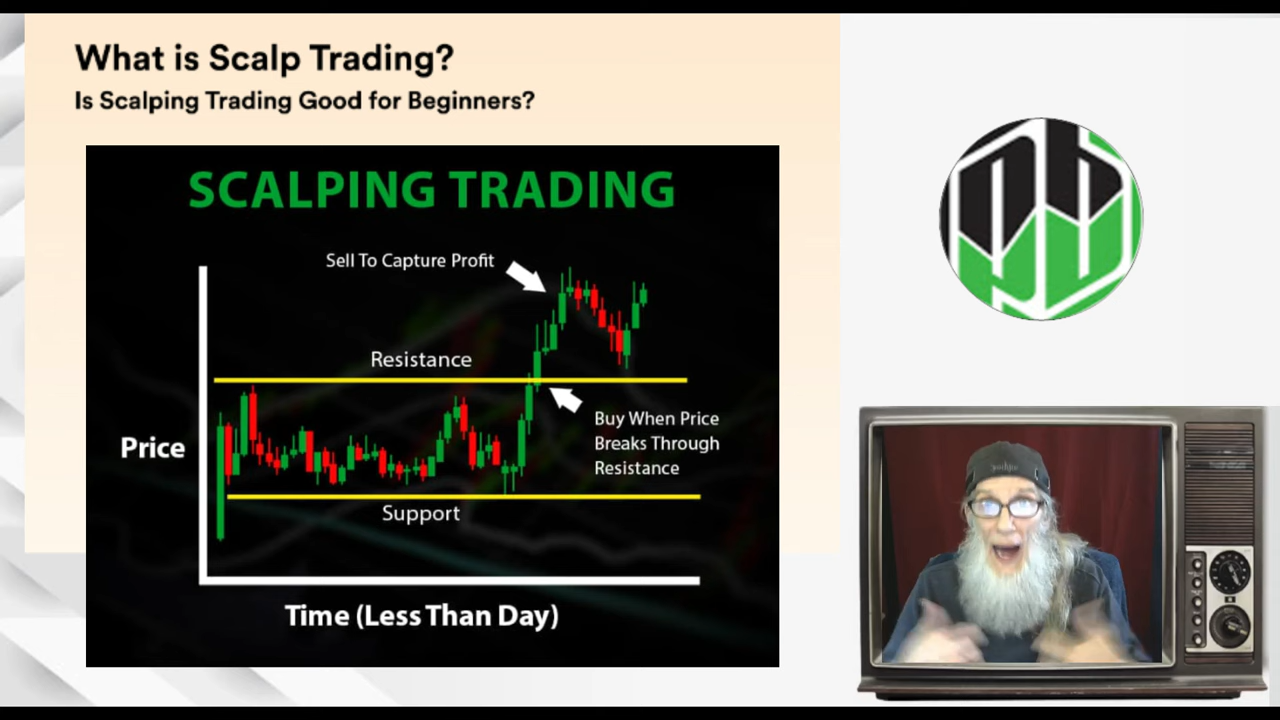 What is Scalp Trading?
Is Scalping Trading Good for Beginners?
SCALPING TRADING
Sell To Capture Profit
Resistance
Buy When Price
Breaks Through
Resistance
Price
Support
Time (Less Than Day)